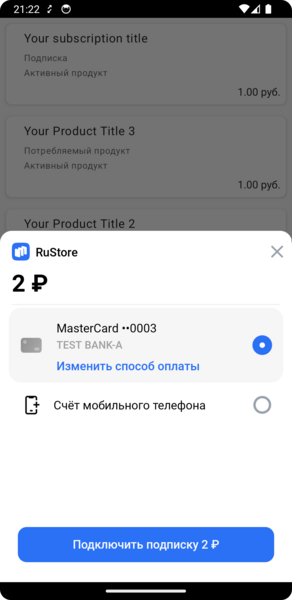 21:22
Your subscription title
Подписка
Активный продукт
1.00 руб.
Your Product Title 3
Потребляемый продукт
Активный продукт
1.00 руб.
Your Product Title 2
RuStore
2 ₽
MasterCard ••0003
TEST BANK-A
Изменить способ оплаты
Счёт мобильного телефона
Подключить подписку 2 ₽